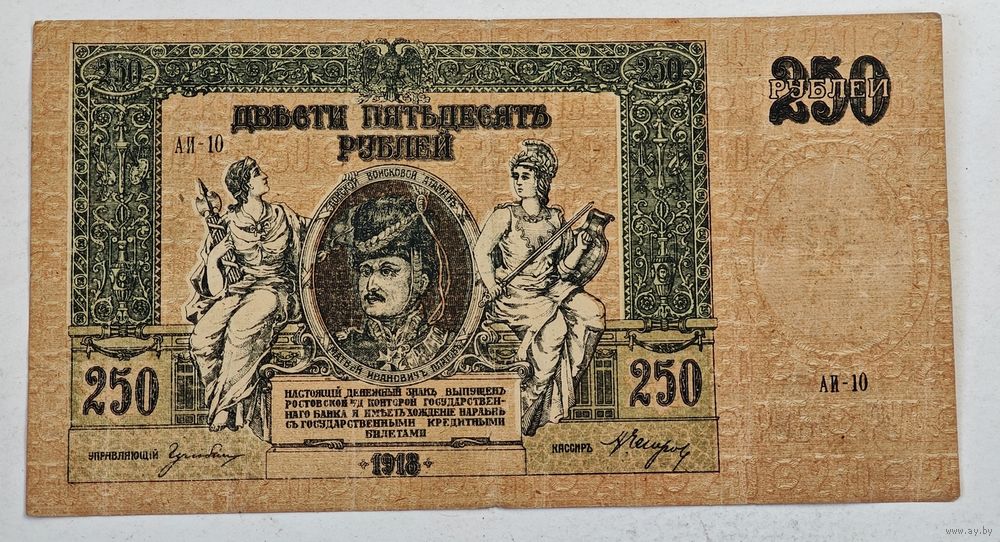 250
250
250
РУБЛЕЙ
ДВѢСТИ ПЯТЬДЕСЯТЬ
РУБЛЕЙ
АИ-10
ДОНСКОЙ ВОЙСКОВОЙ АТАМАНЪ
МАТВѢЙ ИВАНОВИЧЪ ПЛАТОВЪ
250
250
АИ-10
НАСТОЯЩІЙ ДЕНЕЖНЫЙ ЗНАКЪ, ВЫПУЩЕНЪ
РОСТОВСКОЙ НД КОНТОРОЙ ГОСУДАРСТВЕН-
НАГО БАНКА И ИМѢЕТЪ ХОЖДЕНІЕ НАРАВНѢ
СЪ ГОСУДАРСТВЕННЫМИ КРЕДИТНЫМИ
БИЛЕТАМИ
УПРАВЛЯЮЩІЙ
КАССИРЪ
1918
www.ay.by